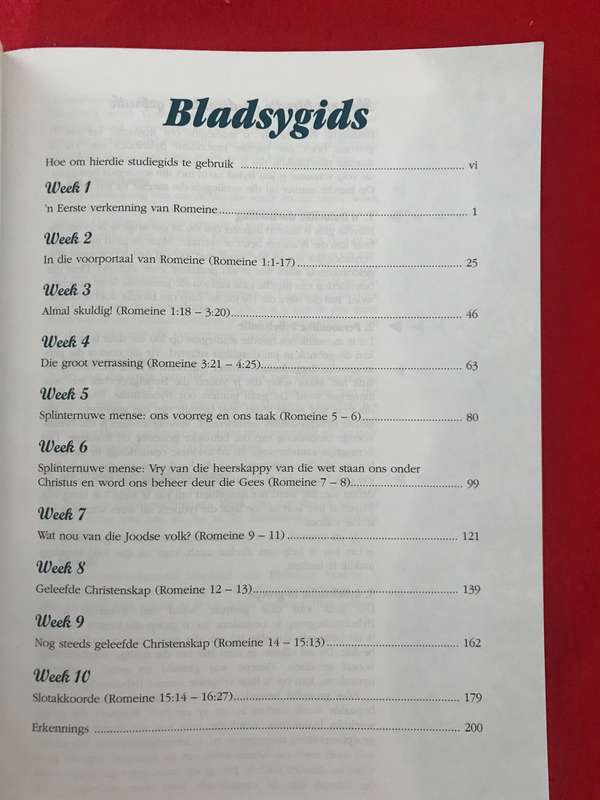 Bladsygids
Hoe om hierdie studiegids te gebruik ........ vi
Week 1
'n Eerste verkenning van Romeine ........ 1
Week 2
In die voorportaal van Romeine (Romeine 1:1-17) ........ 25
Week 3
Almal skuldig! (Romeine 1:18 – 3:20) ........ 46
Week 4
Die groot verrassing (Romeine 3:21 – 4:25) ........ 63
Week 5
Splinternuwe mense: ons voorreg en ons taak (Romeine 5 – 6) ........ 80
Week 6
Splinternuwe mense: Vry van die heerskappy van die wet staan ons onder
Christus en word ons beheer deur die Gees (Romeine 7 – 8) ........ 99
Week 7
Wat nou van die Joodse volk? (Romeine 9 – 11) ........ 121
Week 8
Geleefde Christenskap (Romeine 12 – 13) ........ 139
Week 9
Nog steeds geleefde Christenskap (Romeine 14 – 15:13) ........ 162
Week 10
Slotakkoorde (Romeine 15:14 – 16:27) ........ 179
Erkennings ........ 200